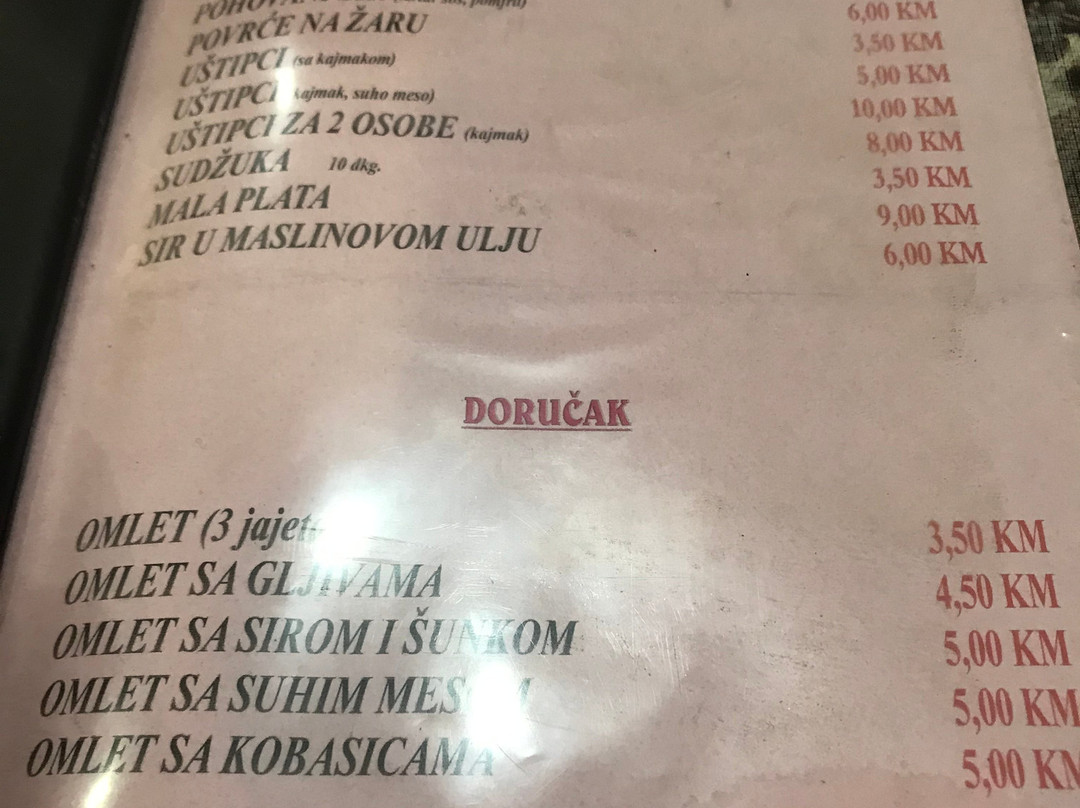 6,00 KM
POVRĆE NA ŽARU 3,50 KM
UŠTIPCI (sa kajmakom) 5,00 KM
UŠTIPCI (kajmak, suho meso) 10,00 KM
UŠTIPCI ZA 2 OSOBE (kajmak) 8,00 KM
SUDŽUKA 10 dkg. 3,50 KM
MALA PLATA 9,00 KM
SIR U MASLINOVOM ULJU 6,00 KM
DORUČAK
OMLET (3 3,50 KM
OMLET SA GLJIVAMA 4,50 KM
OMLET SA SIROM I ŠUNKOM 5,00 KM
OMLET SA SUHIM MESOM 5,00 KM
OMLET SA KOBASICAMA 5,00 KM